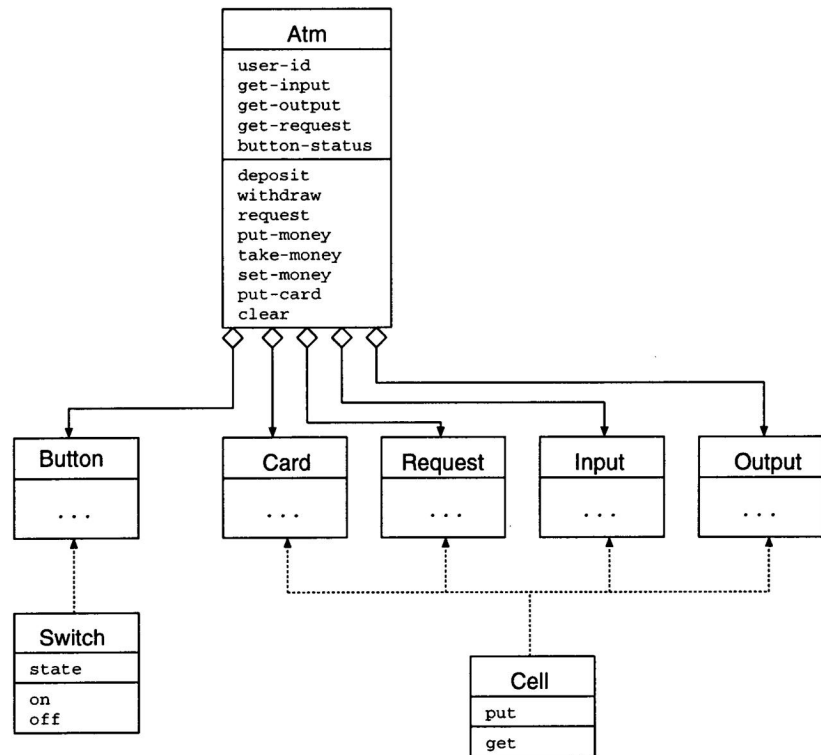 Atm
user-id
get-input
get-output
get-request
button-status
deposit
withdraw
request
put-money
take-money
set-money
put-card
clear
Button
. . .
Card
. . .
Request
. . .
Input
. . .
Output
. . .
Switch
state
on
off
Cell
put
get